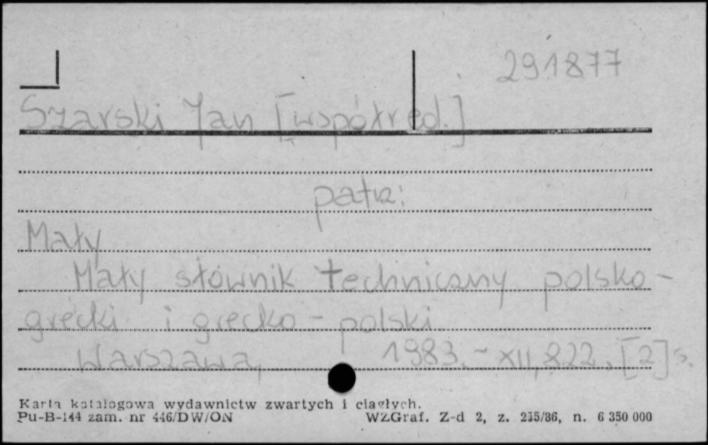 291877
Szarski Jan [współred.]
patrz:
Mały
Mały słownik techniczny polsko-
grecki i grecko-polski
Warszawa, 1983. - XII, 822, [2] s.
Karta katalogowa wydawnictw zwartych i ciągłych.
Pu-B-144 zam. nr 446/DW/ON WZGraf. Z-d 2, z. 215/86, n. 6 350 000